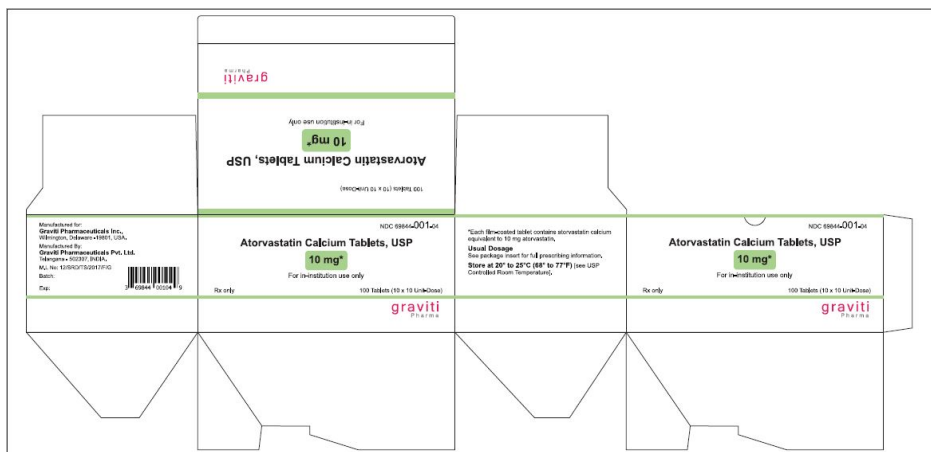 graviti
Pharma
For in-institution use only
10 mg*
Atorvastatin Calcium Tablets, USP
100 Tablets (10 x 10 Unit-Dose)
Manufactured for:
Graviti Pharmaceuticals Inc.,
Wilmington, Delaware -19801, USA.
Manufactured By:
Graviti Pharmaceuticals Pvt. Ltd.
Telangana - 502307, INDIA.
Batch:
Exp:
NDC 69844-001-04
Atorvastatin Calcium Tablets, USP
10 mg*
For in-institution use only
Rx only
100 Tablets (10 x 10 Unit-Dose)
graviti
Pharma
*Each film-coated tablet contains atorvastatin calcium
equivalent to 10 mg atorvastatin.
Usual Dosage
See package insert for full prescribing information.
Store at 20° to 25°C (68° to 77°F) [see USP
Controlled Room Temperature].
NDC 69844-001-04
Atorvastatin Calcium Tablets, USP
10 mg*
For in-institution use only
Rx only
100 Tablets (10 x 10 Unit-Dose)
graviti
Pharma